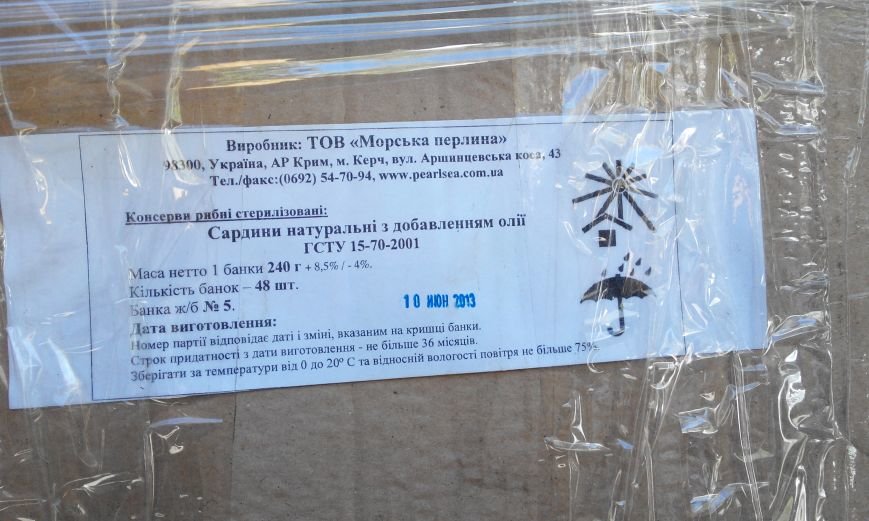 Виробник: ТОВ «Морська перлина»
98300, Україна, АР Крим, м. Керч, вул. Аршинцевська коса, 43
Тел./факс:(0692) 54-70-94, www.pearlsea.com.ua
Консерви рибні стерилізовані:
Сардини натуральні з добавленням олії
ГСТУ 15-70-2001
Маса нетто 1 банки 240 г + 8,5% / - 4%.
Кількість банок – 48 шт.
Банка ж/б № 5.
10 ИЮН 2013
Дата виготовлення:
Номер партії відповідає даті і зміні, вказаним на кришці банки.
Строк придатності з дати виготовлення - не більше 36 місяців.
Зберігати за температури від 0 до 20º С та відносній вологості повітря не більше 75%.